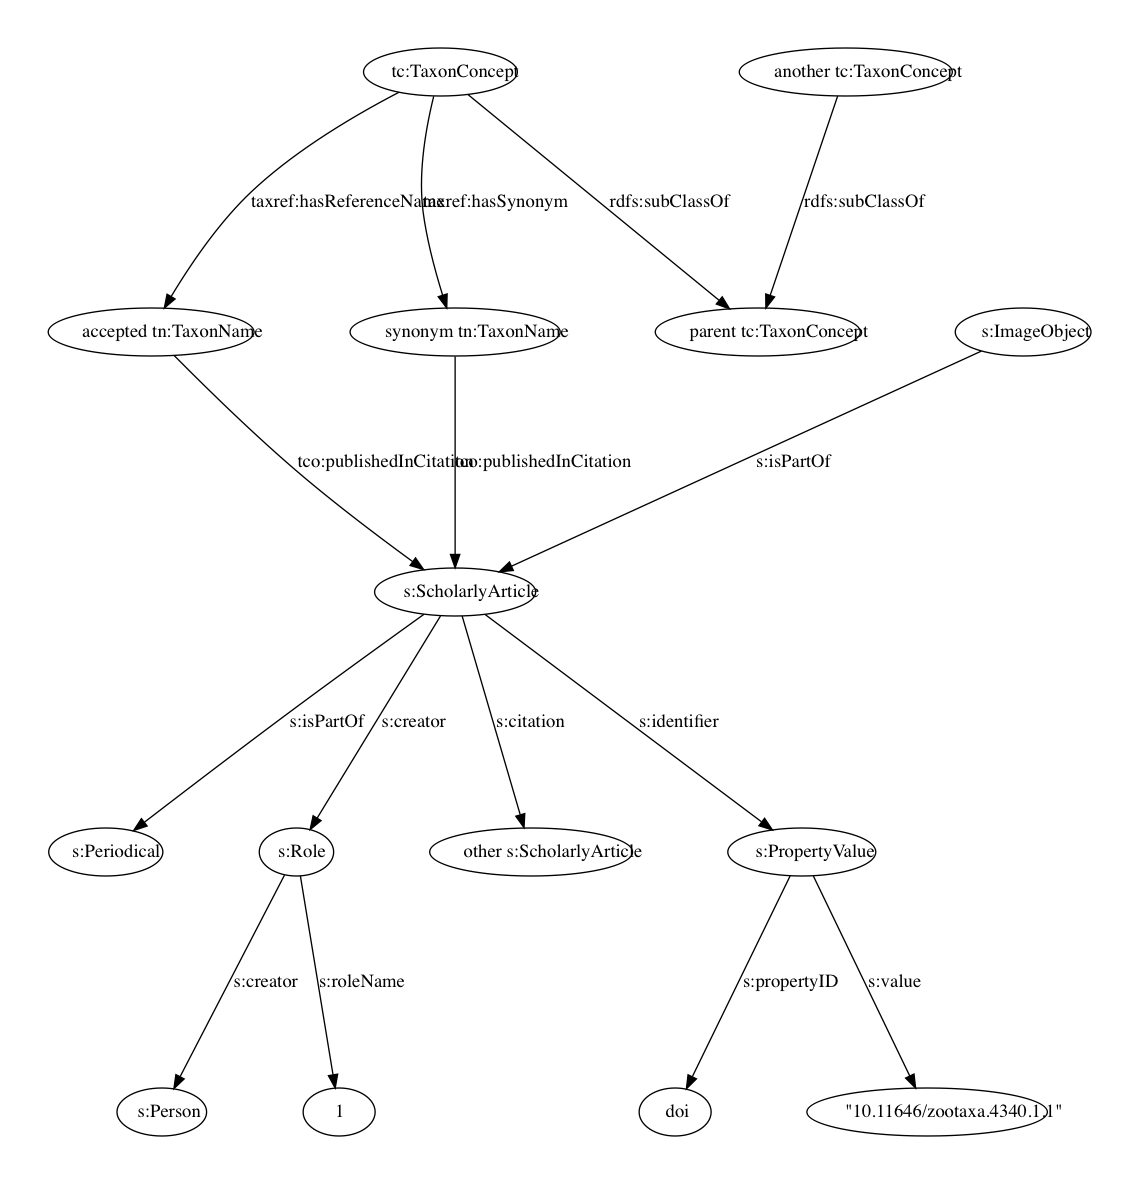 tc:TaxonConcept
another tc:TaxonConcept
taxref:hasReferenceName
taxref:hasSynonym
rdfs:subClassOf
rdfs:subClassOf
accepted tn:TaxonName
synonym tn:TaxonName
parent tc:TaxonConcept
s:ImageObject
tco:publishedInCitation
tco:publishedInCitation
s:isPartOf
s:ScholarlyArticle
s:isPartOf
s:creator
s:citation
s:identifier
s:Periodical
s:Role
other s:ScholarlyArticle
s:PropertyValue
s:creator
s:roleName
s:propertyID
s:value
s:Person
1
doi
"10.11646/zootaxa.4340.1.1"